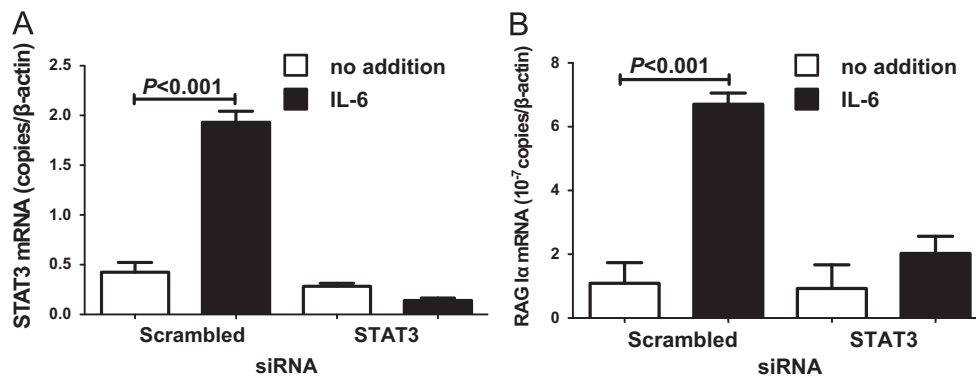 A
STAT3 mRNA (copies/β-actin)
2.5
2.0
1.5
1.0
0.5
0.0
P<0.001
no addition
IL-6
Scrambled
STAT3
siRNA
B
RAG Iα mRNA (10-7 copies/β-actin)
8
6
4
2
0
P<0.001
no addition
IL-6
Scrambled
STAT3
siRNA